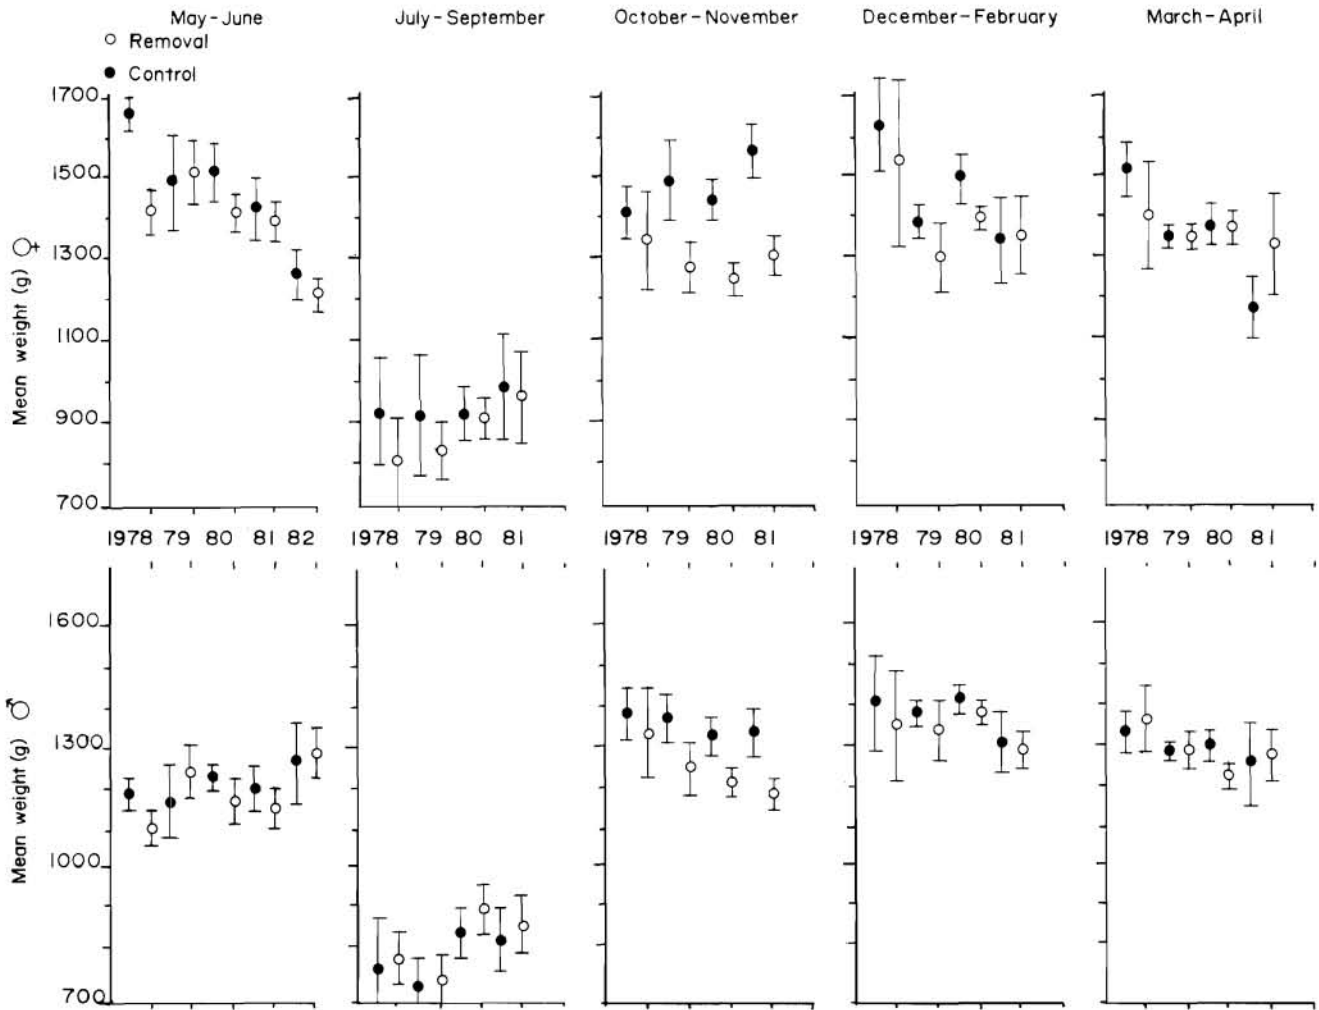 May-June July-September October-November December-February March-April
○ Removal
● Control
1700
1500
1300
1100
900
700
Mean weight (g) ♀
1978 79 80 81 82 1978 79 80 81 1978 79 80 81 1978 79 80 81 1978 79 80 81
1600
1300
1000
700
Mean weight (g) ♂